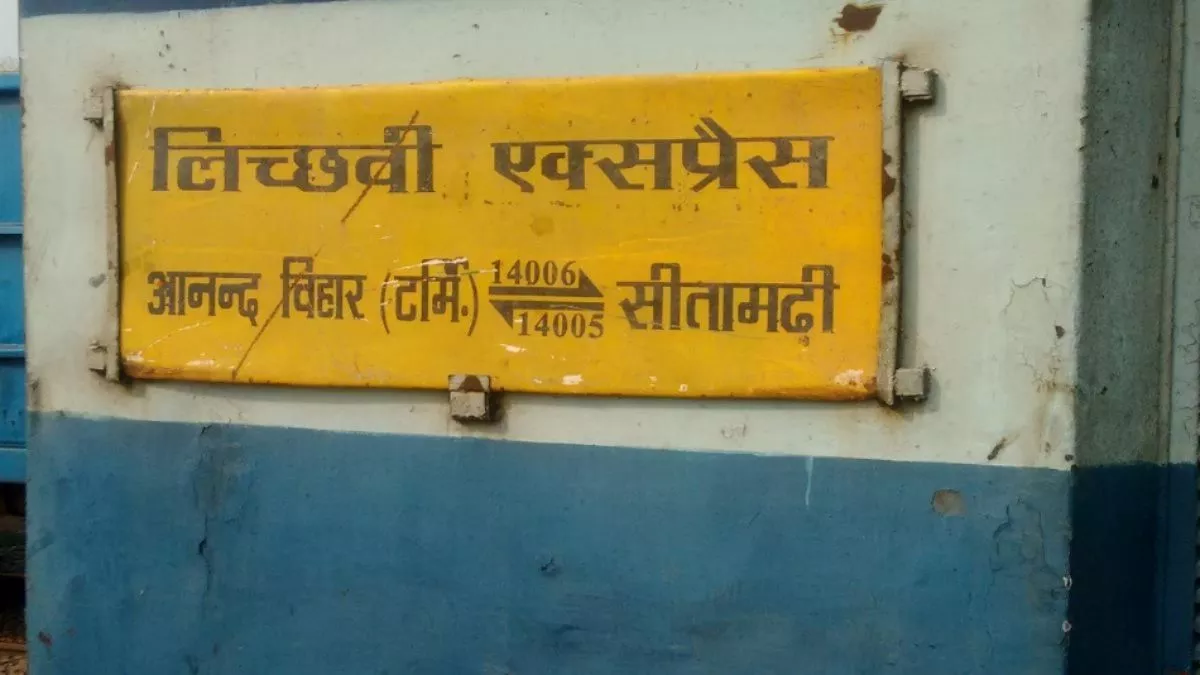 लिच्छवी एक्सप्रैस
आनन्द विहार (टर्मि.) 14006 14005 सीतामढ़ी